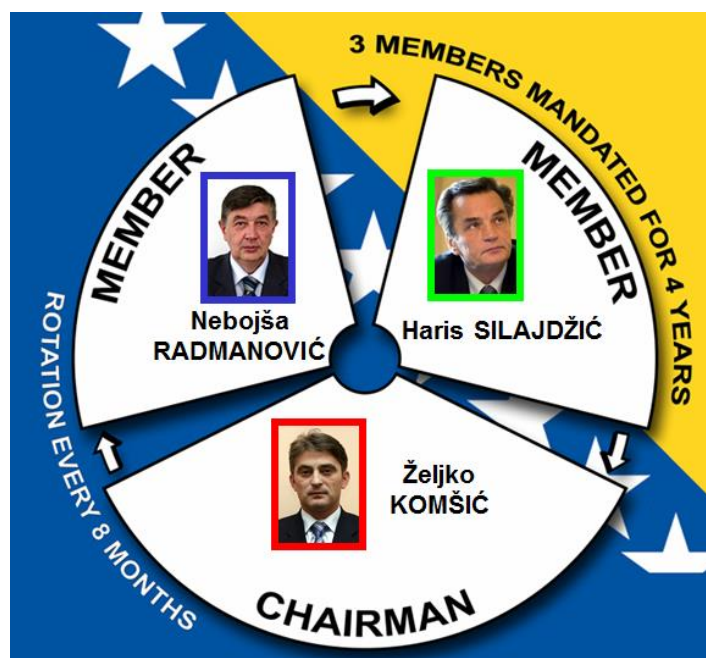 3 MEMBERS MANDATED FOR 4 YEARS
MEMBER
MEMBER
Nebojša
RADMANOVIĆ
Haris SILAJDŽIĆ
ROTATION EVERY 8 MONTHS
Željko
KOMŠIĆ
CHAIRMAN